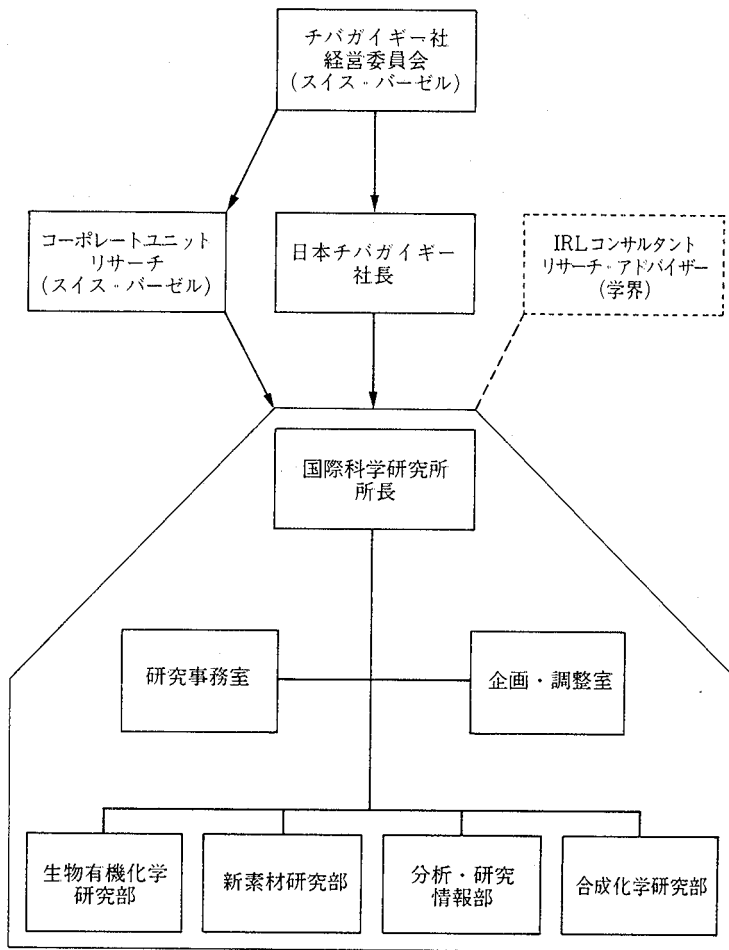 チバガイギー社
経営委員会
(スイス・バーゼル)
コーポレートユニット
リサーチ
(スイス・バーゼル)
日本チバガイギー
社長
IRLコンサルタント
リサーチ・アドバイザー
(学界)
国際科学研究所
所長
研究事務室
企画・調整室
生物有機化学
研究部
新素材研究部
分析・研究
情報部
合成化学研究部